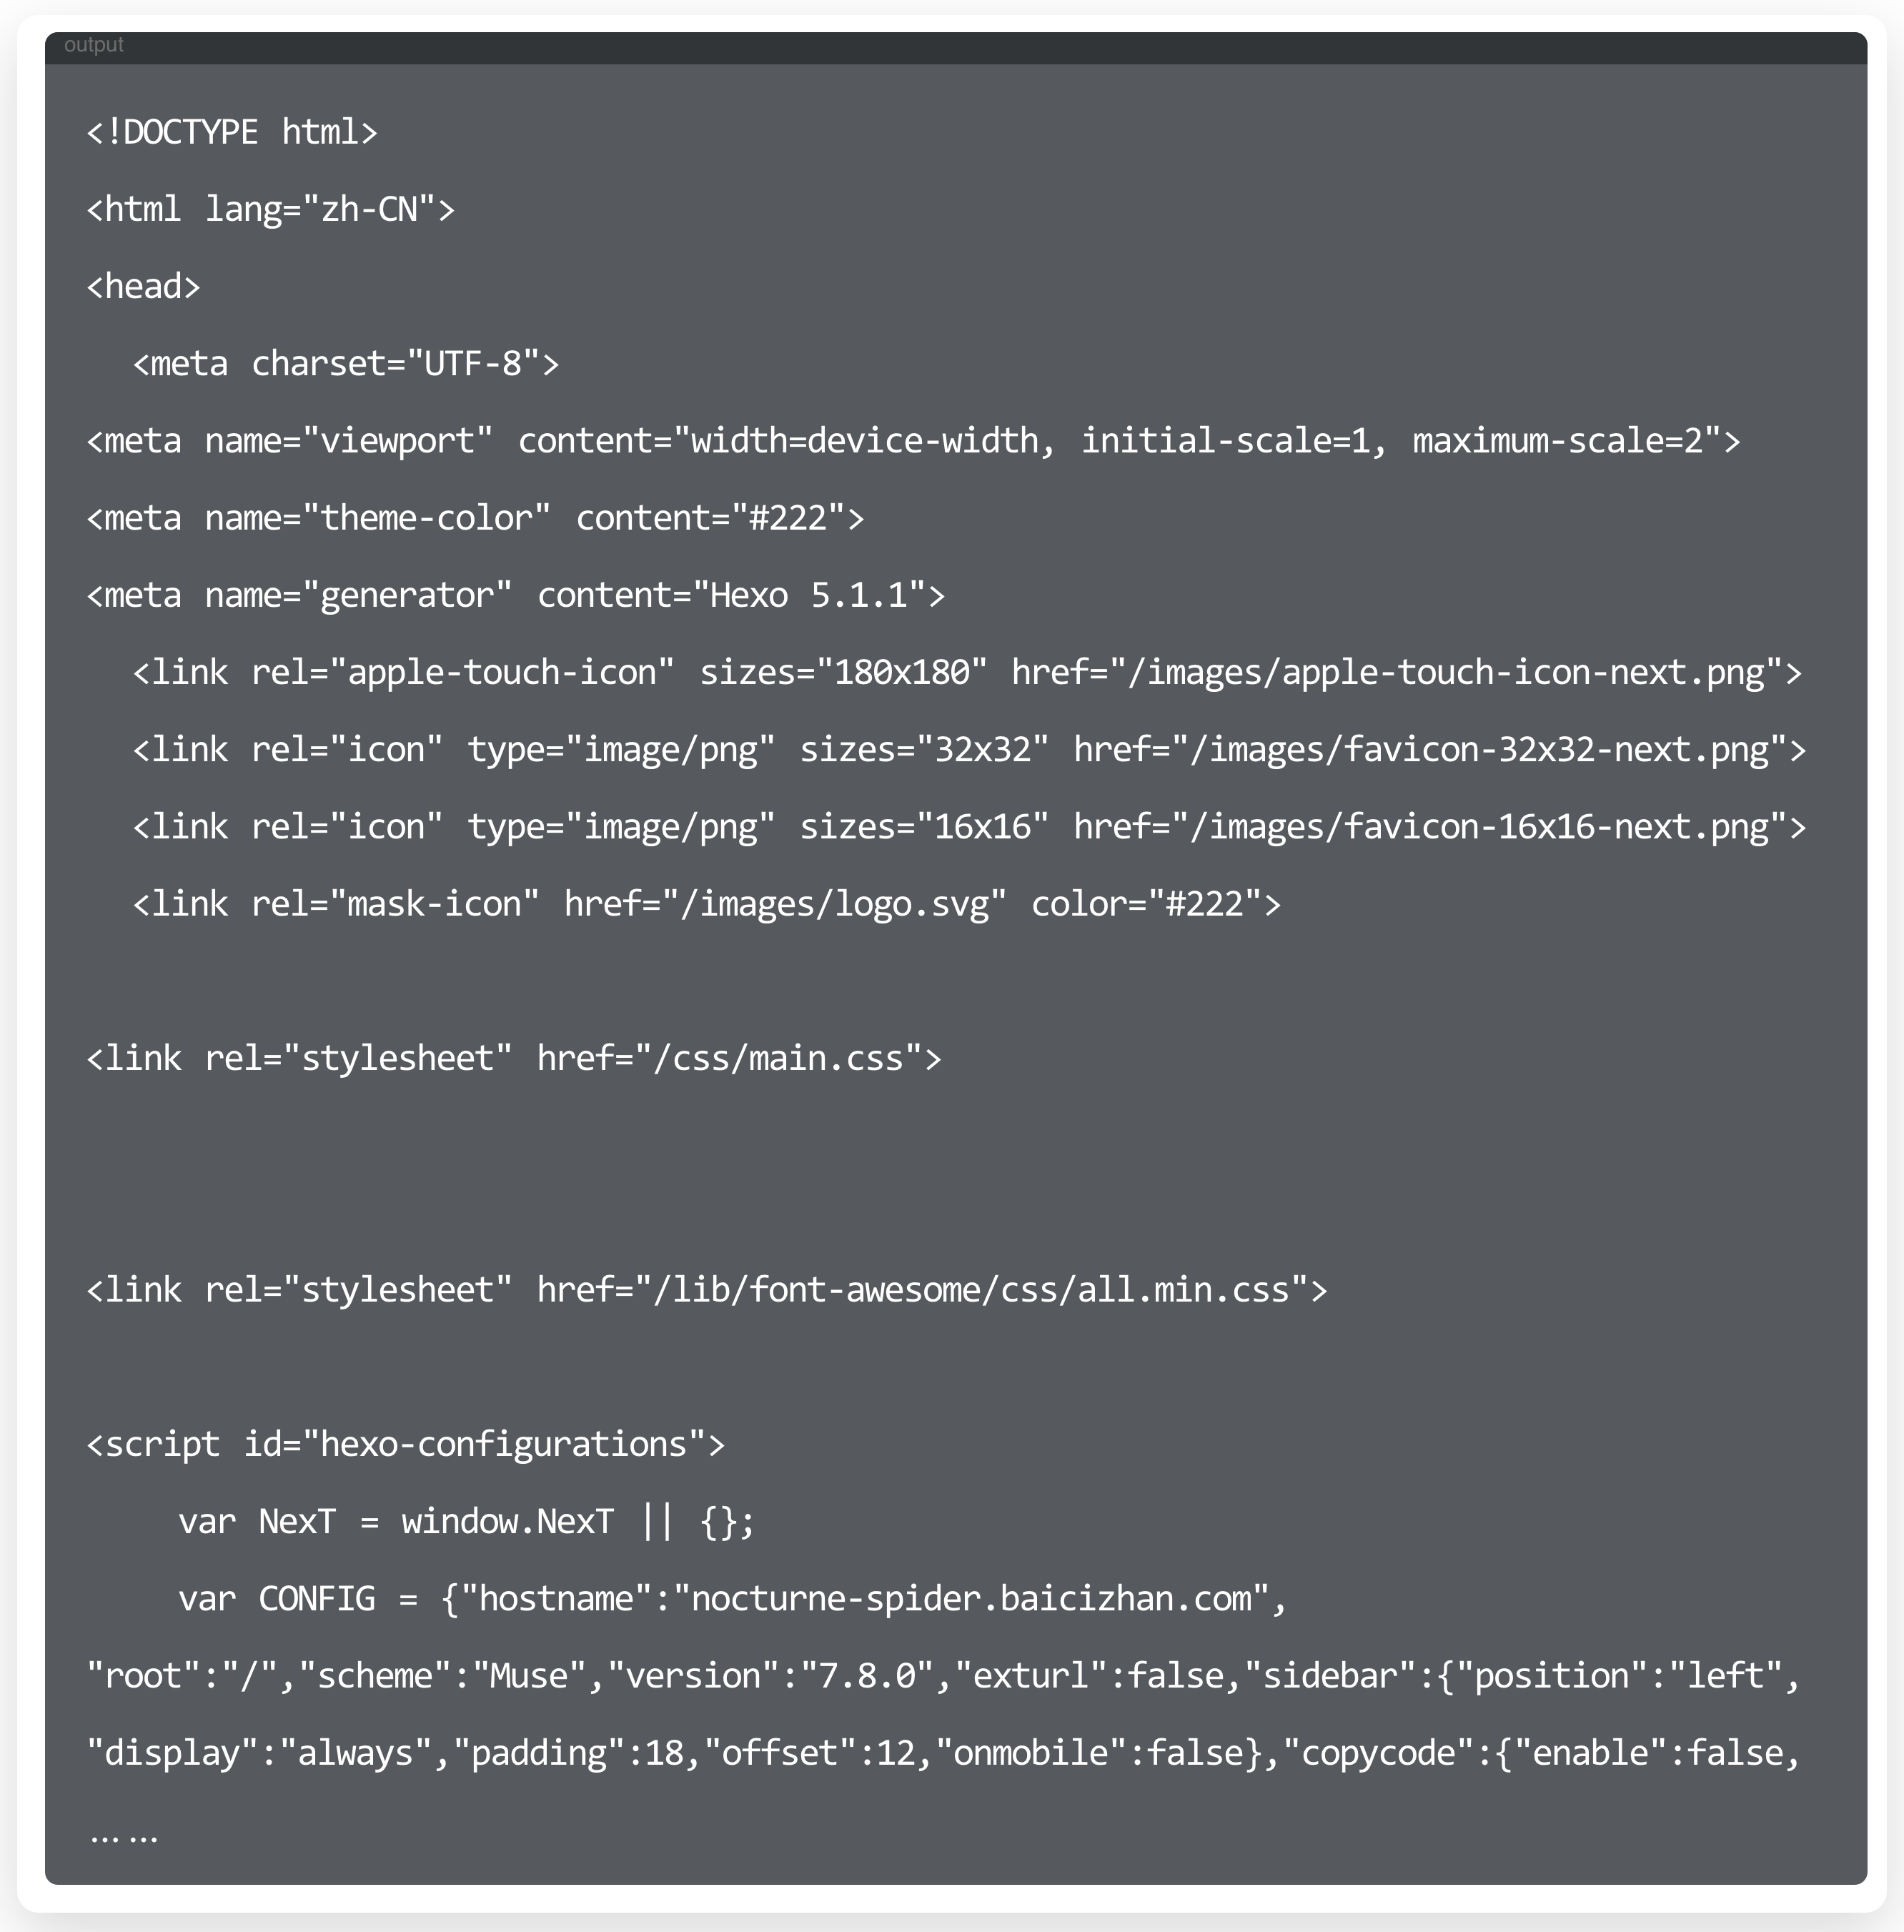 output
<!DOCTYPE html>
<html lang="zh-CN">
<head>
  <meta charset="UTF-8">
<meta name="viewport" content="width=device-width, initial-scale=1, maximum-scale=2">
<meta name="theme-color" content="#222">
<meta name="generator" content="Hexo 5.1.1">
  <link rel="apple-touch-icon" sizes="180x180" href="/images/apple-touch-icon-next.png">
  <link rel="icon" type="image/png" sizes="32x32" href="/images/favicon-32x32-next.png">
  <link rel="icon" type="image/png" sizes="16x16" href="/images/favicon-16x16-next.png">
  <link rel="mask-icon" href="/images/logo.svg" color="#222">
<link rel="stylesheet" href="/css/main.css">
<link rel="stylesheet" href="/lib/font-awesome/css/all.min.css">
<script id="hexo-configurations">
    var NexT = window.NexT || {};
    var CONFIG = {"hostname":"nocturne-spider.baicizhan.com",
"root":"/","scheme":"Muse","version":"7.8.0","exturl":false,"sidebar":{"position":"left",
"display":"always","padding":18,"offset":12,"onmobile":false},"copycode":{"enable":false,
... ...